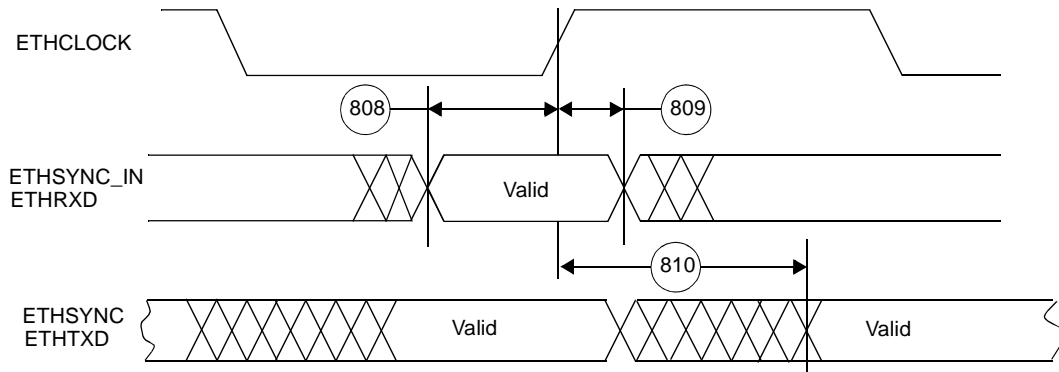 ETHCLOCK
808
809
ETHSYNC_IN
ETHRXD
Valid
810
ETHSYNC
ETHTXD
Valid
Valid